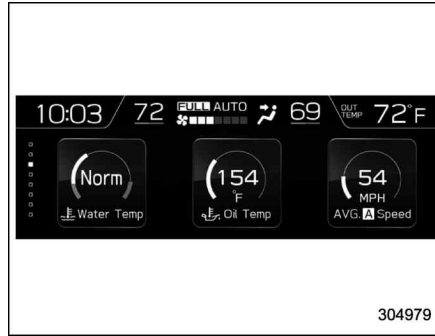 10:03 72 FULL AUTO 69 OUT TEMP 72°F
Norm
Water Temp
154
°F
Oil Temp
54
MPH
AVG. A Speed
304979